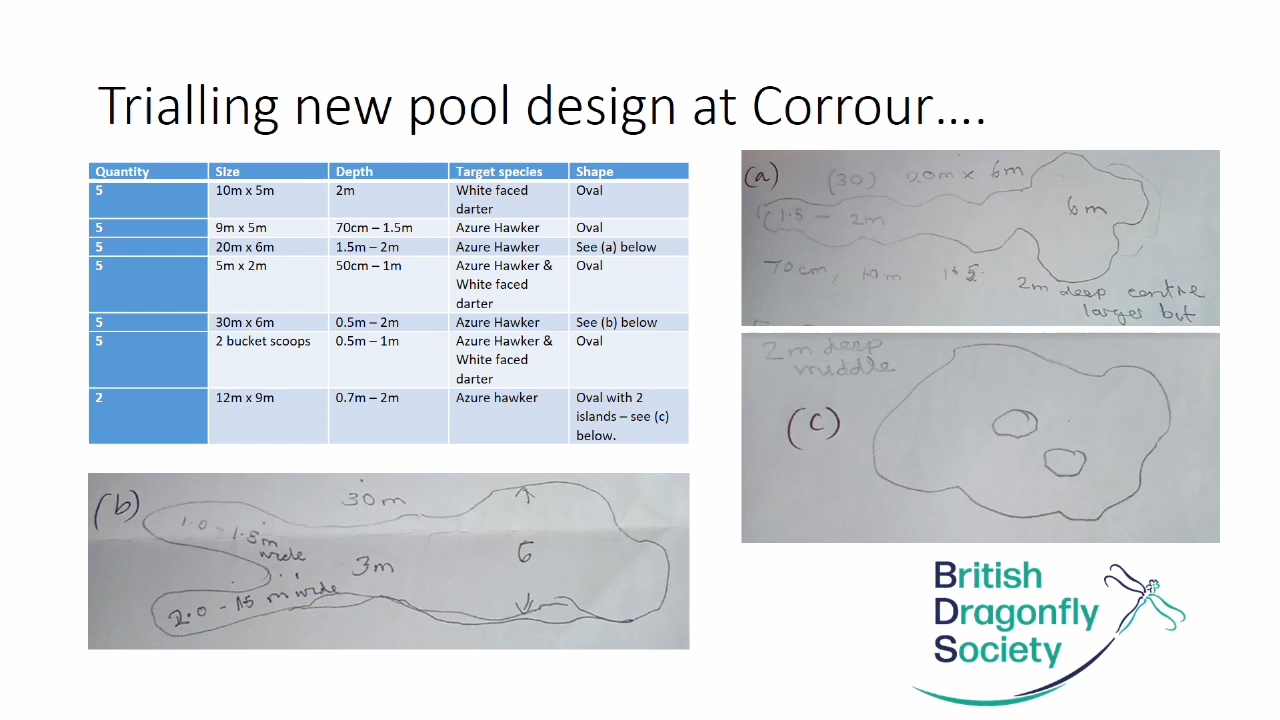 Trialling new pool design at Corrour....
Quantity Size Depth Target species Shape
5 10m x 5m 2m White faced darter Oval
5 9m x 5m 70cm – 1.5m Azure Hawker Oval
5 20m x 6m 1.5m – 2m Azure Hawker See (a) below
5 5m x 2m 50cm – 1m Azure Hawker & White faced darter Oval
5 30m x 6m 0.5m – 2m Azure Hawker See (b) below
5 2 bucket scoops 0.5m – 1m Azure Hawker & White faced darter Oval
2 12m x 9m 0.7m – 2m Azure hawker Oval with 2 islands – see (c) below.
(a) (30) 20m x 6m
1.5 - 2m
6m
70cm,
2m deep centre
larger but
2m deep
middle
(c)
(b)
30m
1.0 - 1.5m
wide
3m
6
2.0 - 1.5 m wide
British
Dragonfly
Society